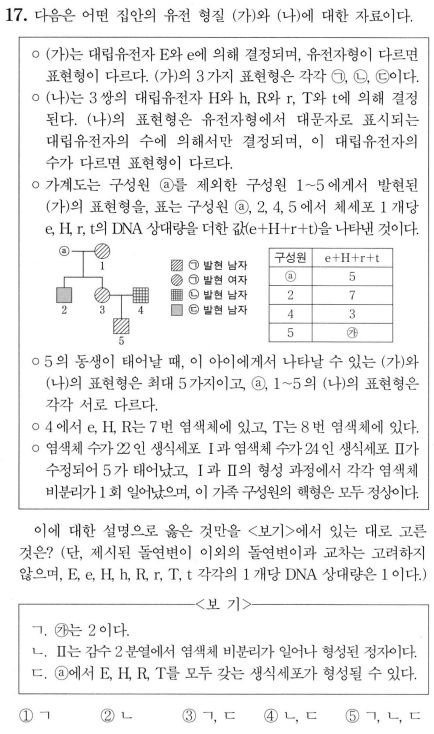 17. 다음은 어떤 집안의 유전 형질 (가)와 (나)에 대한 자료이다.
○ (가)는 대립유전자 E와 e에 의해 결정되며, 유전자형이 다르면
표현형이 다르다. (가)의 3가지 표현형은 각각 ㉠, ㉡, ㉢이다.
○ (나)는 3쌍의 대립유전자 H와 h, R와 r, T와 t에 의해 결정
된다. (나)의 표현형은 유전자형에서 대문자로 표시되는
대립유전자의 수에 의해서만 결정되며, 이 대립유전자의
수가 다르면 표현형이 다르다.
○ 가계도는 구성원 ⓐ를 제외한 구성원 1~5에게서 발현된
(가)의 표현형을, 표는 구성원 ⓐ, 2, 4, 5에서 체세포 1개당
e, H, r, t의 DNA 상대량을 더한 값(e+H+r+t)을 나타낸 것이다.
ⓐ
1
2
3
4
5
㉠ 발현 남자
㉠ 발현 여자
㉡ 발현 남자
㉢ 발현 남자
구성원 e+H+r+t
ⓐ 5
2 7
4 3
5 ㉮
○ 5의 동생이 태어날 때, 이 아이에게서 나타날 수 있는 (가)와
(나)의 표현형은 최대 5가지이고, ⓐ, 1~5의 (나)의 표현형은
각각 서로 다르다.
○ 4에서 e, H, R는 7번 염색체에 있고, T는 8번 염색체에 있다.
○ 염색체 수가 22인 생식세포 Ⅰ과 염색체 수가 24인 생식세포 Ⅱ가
수정되어 5가 태어났고, Ⅰ과 Ⅱ의 형성 과정에서 각각 염색체
비분리가 1회 일어났으며, 이 가족 구성원의 핵형은 모두 정상이다.
이에 대한 설명으로 옳은 것만을 <보기>에서 있는 대로 고른
것은? (단, 제시된 돌연변이 이외의 돌연변이과 교차는 고려하지
않으며, E, e, H, h, R, r, T, t 각각의 1개당 DNA 상대량은 1이다.)
<보 기>
ㄱ. ㉮는 2이다.
ㄴ. Ⅱ는 감수 2분열에서 염색체 비분리가 일어나 형성된 정자이다.
ㄷ. ⓐ에서 E, H, R, T를 모두 갖는 생식세포가 형성될 수 있다.
① ㄱ ② ㄴ ③ ㄱ, ㄷ ④ ㄴ, ㄷ ⑤ ㄱ, ㄴ, ㄷ